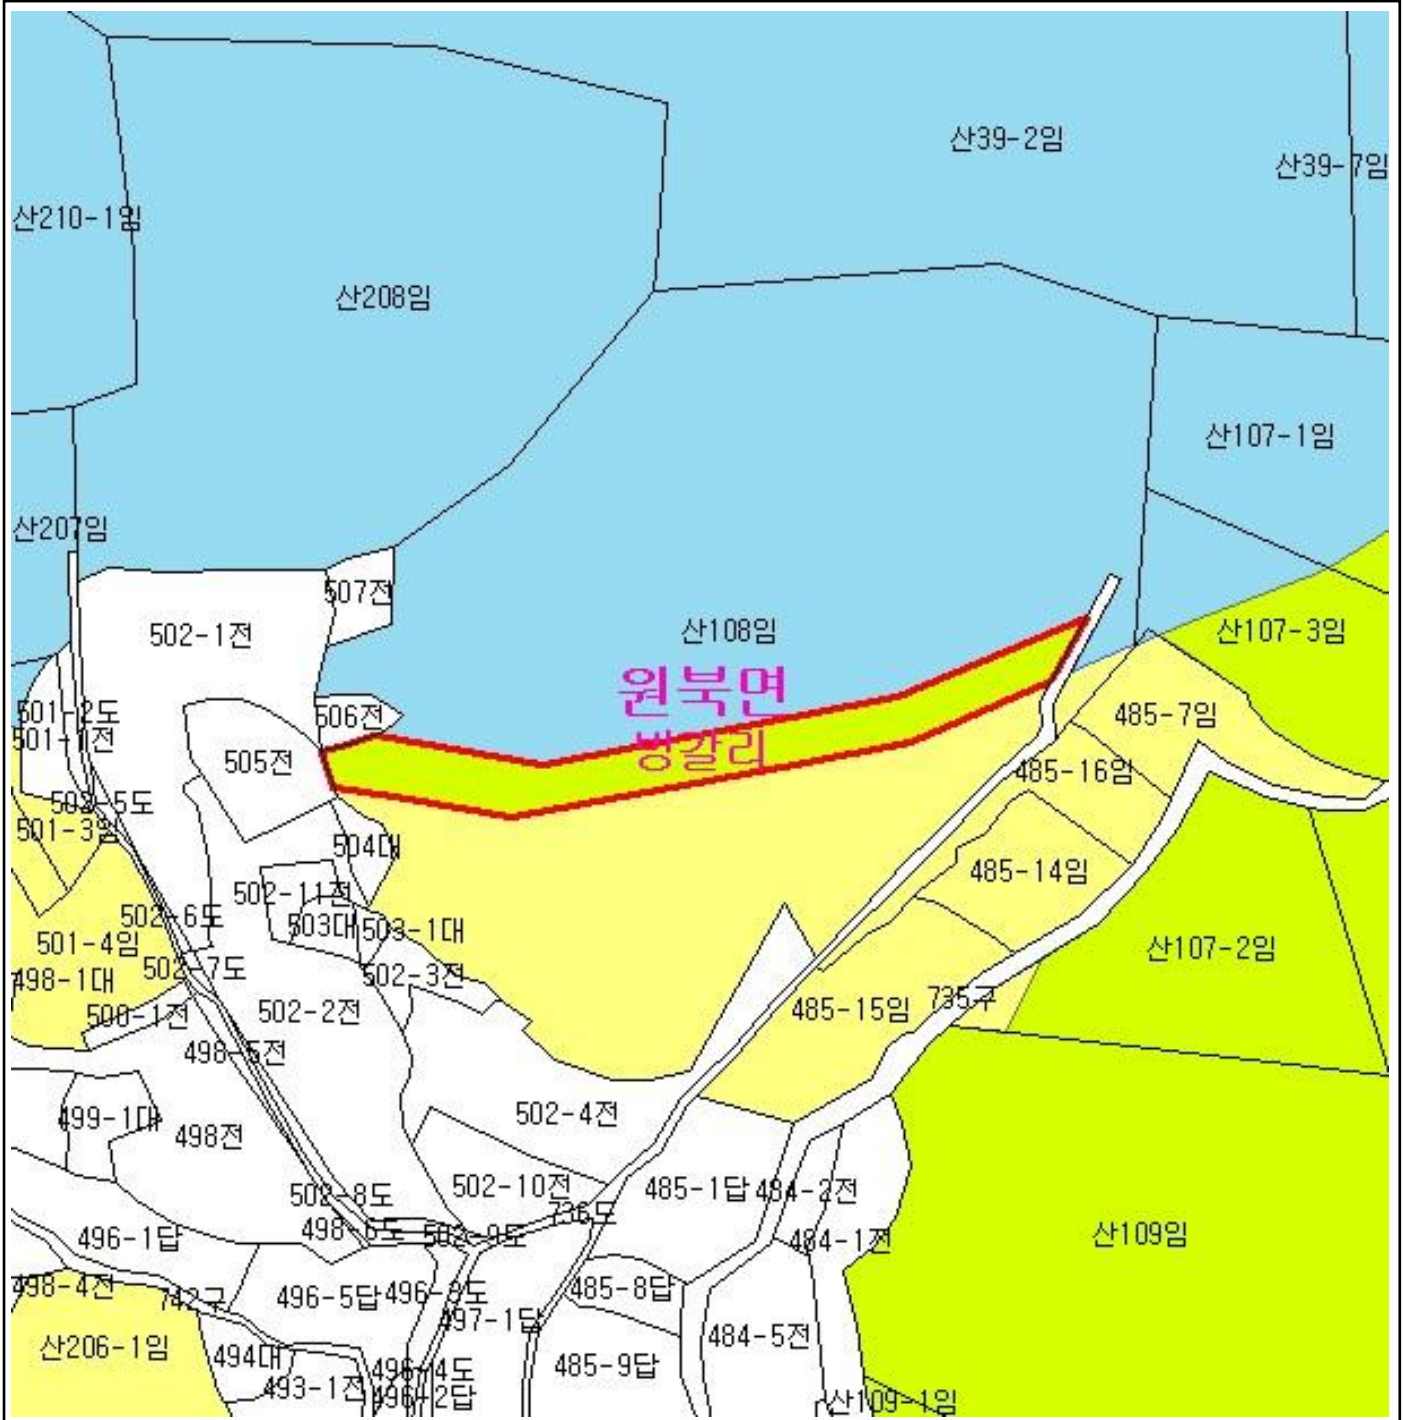 산39-2임
산39-7임
산210-1임
산208임
산107-1임
산207임
507전
502-1전
산108임
산107-3임
원북면
501-2도
506전
485-7임
501-1전
방갈리
505전
485-16임
502-5도
501-3임
504대
485-14임
502-11전
502-6도
503대
503-1대
501-4임
산107-2임
502-7도
502-3전
498-1대
735구
485-15임
500-1전
502-2전
498-5전
502-4전
499-1대
498전
502-10전
485-1답
484-2전
502-8도
736도
498-6도
502-9도
496-1답
484-1전
산109임
498-4전
485-8답
742구
496-5답
496-3도
497-1답
484-5전
산206-1임
494대
485-9답
496-4도
493-1전
496-2답
산109-1임